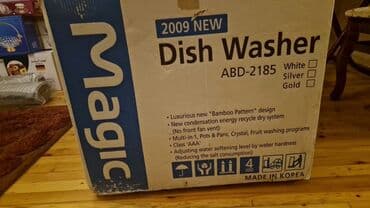 Magic
2009 NEW
Dish Washer
ABD-2185 White
Silver
Gold
• Luxurious new "Bamboo Pattern" design
• New condensation energy recycle dry system
(No front fan vent)
• Multi-in-1, Pots & Pans, Crystal, Fruit washing programs
• Class 'AAA'
• Adjusting water softening level by water hardness
(Reducing the salt consumption)
4
MADE IN KOREA